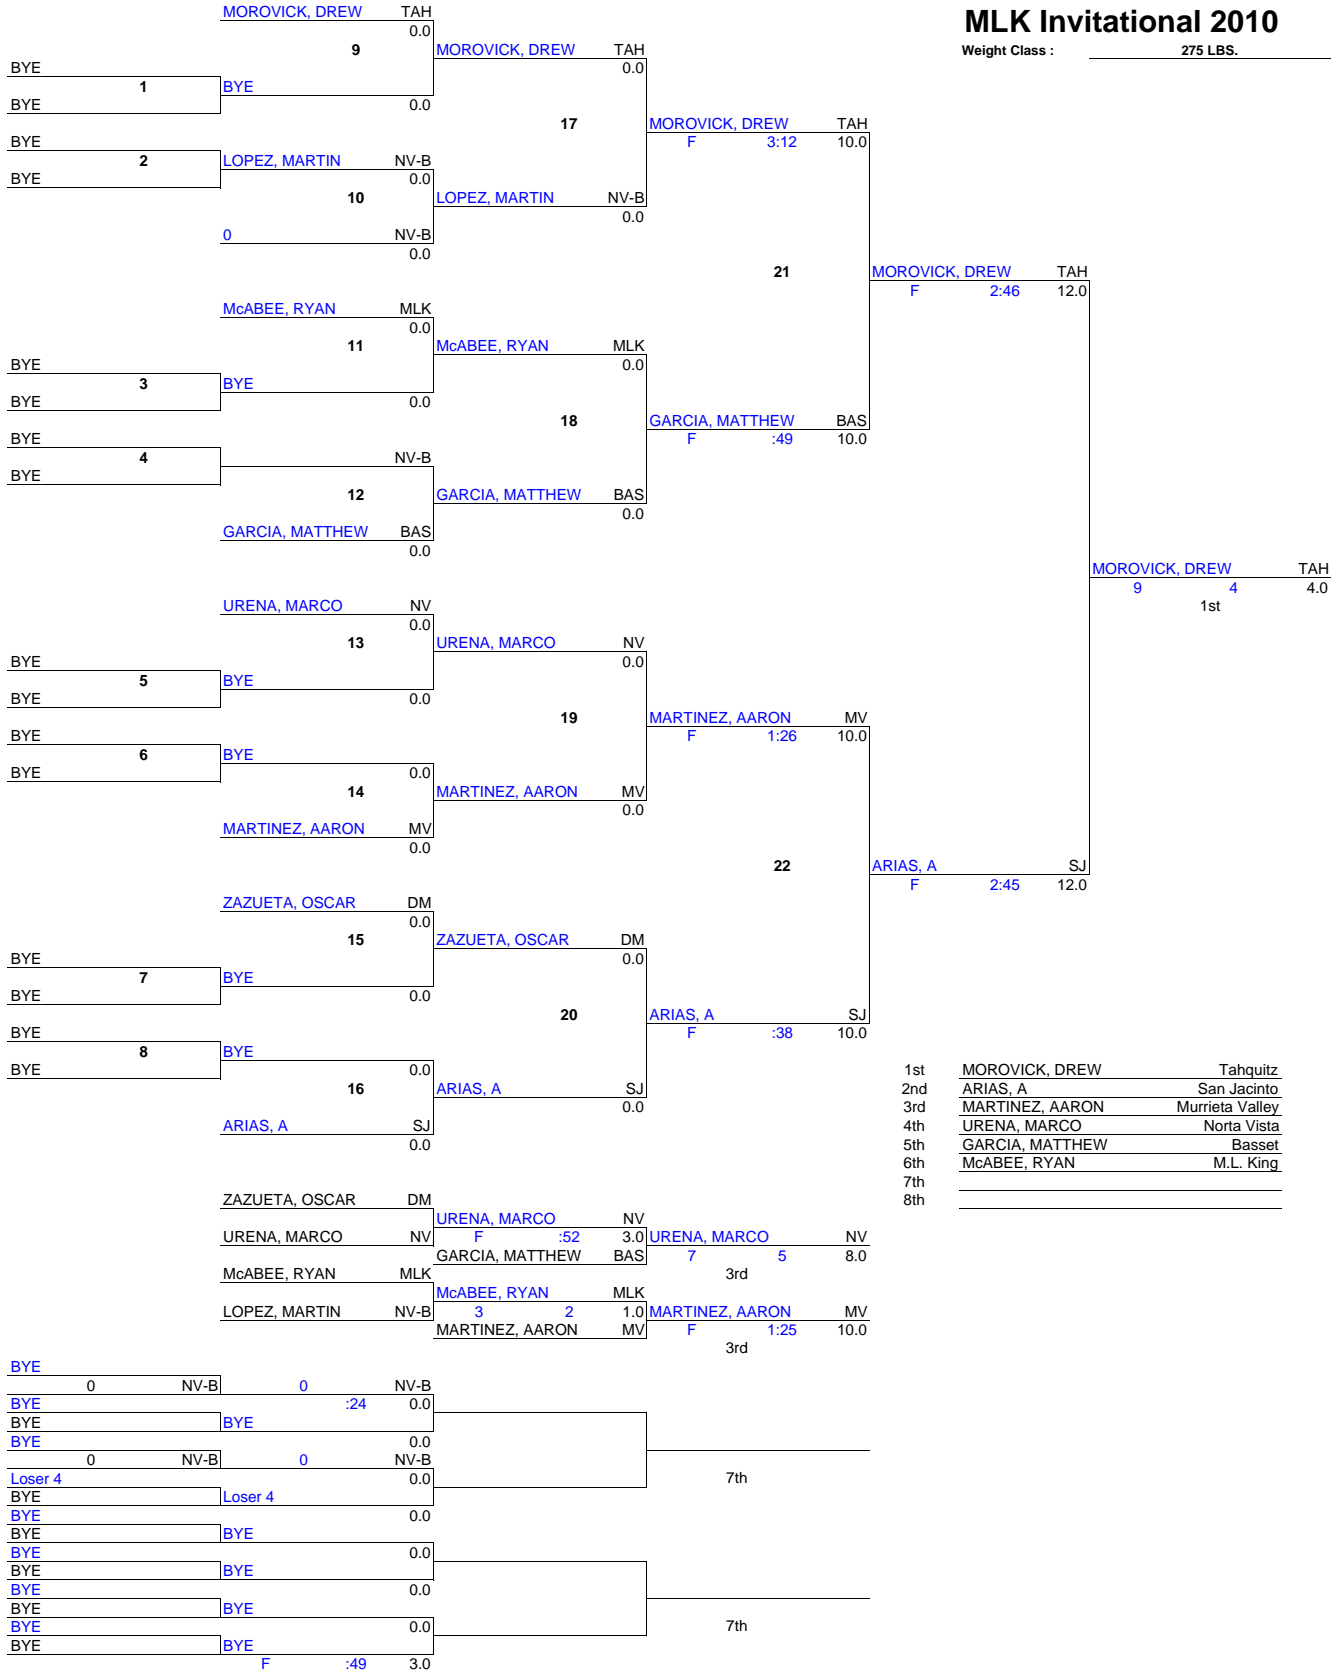 MLK Invitational 2010
Weight Class : 275 LBS.
MOROVICK, DREW TAH
0.0
9
MOROVICK, DREW TAH
0.0
BYE
1
BYE
BYE
0.0
17
MOROVICK, DREW TAH
F 3:12 10.0
BYE
2
BYE
LOPEZ, MARTIN NV-B
0.0
10
LOPEZ, MARTIN NV-B
0.0
0 NV-B
0.0
21
MOROVICK, DREW TAH
F 2:46 12.0
McABEE, RYAN MLK
0.0
11
McABEE, RYAN MLK
0.0
BYE
3
BYE
BYE
0.0
18
GARCIA, MATTHEW BAS
F :49 10.0
BYE
4
BYE
NV-B
12
GARCIA, MATTHEW BAS
0.0
GARCIA, MATTHEW BAS
0.0
MOROVICK, DREW TAH
9 4 4.0
1st
URENA, MARCO NV
0.0
13
URENA, MARCO NV
0.0
BYE
5
BYE
BYE
0.0
19
MARTINEZ, AARON MV
F 1:26 10.0
BYE
6
BYE
BYE
0.0
14
MARTINEZ, AARON MV
0.0
MARTINEZ, AARON MV
0.0
22
ARIAS, A SJ
F 2:45 12.0
ZAZUETA, OSCAR DM
0.0
15
ZAZUETA, OSCAR DM
0.0
BYE
7
BYE
BYE
0.0
20
ARIAS, A SJ
F :38 10.0
BYE
8
BYE
BYE
0.0
16
ARIAS, A SJ
0.0
ARIAS, A SJ
0.0
1st MOROVICK, DREW Tahquitz
2nd ARIAS, A San Jacinto
3rd MARTINEZ, AARON Murrieta Valley
4th URENA, MARCO Norta Vista
5th GARCIA, MATTHEW Basset
6th McABEE, RYAN M.L. King
7th
8th
ZAZUETA, OSCAR DM
URENA, MARCO NV
F :52 3.0
URENA, MARCO NV
GARCIA, MATTHEW BAS
URENA, MARCO NV
7 5 8.0
3rd
McABEE, RYAN MLK
McABEE, RYAN MLK
3 2 1.0
LOPEZ, MARTIN NV-B
MARTINEZ, AARON MV
MARTINEZ, AARON MV
F 1:25 10.0
3rd
BYE
0 NV-B 0 NV-B
BYE :24 0.0
BYE BYE
BYE 0.0
0 NV-B 0 NV-B
Loser 4 0.0
7th
BYE Loser 4
BYE 0.0
BYE BYE
BYE 0.0
BYE BYE
BYE 0.0
BYE BYE
BYE 0.0
7th
BYE BYE
F :49 3.0